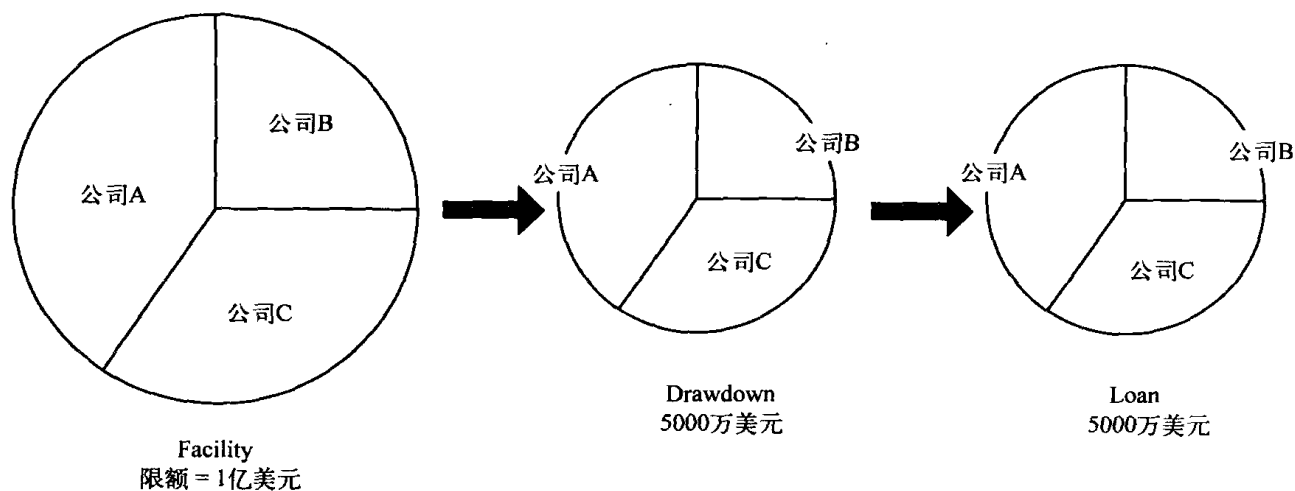 公司A
公司B
公司C
Facility
限额 = 1亿美元
公司A
公司B
公司C
Drawdown
5000万美元
公司A
公司B
公司C
Loan
5000万美元